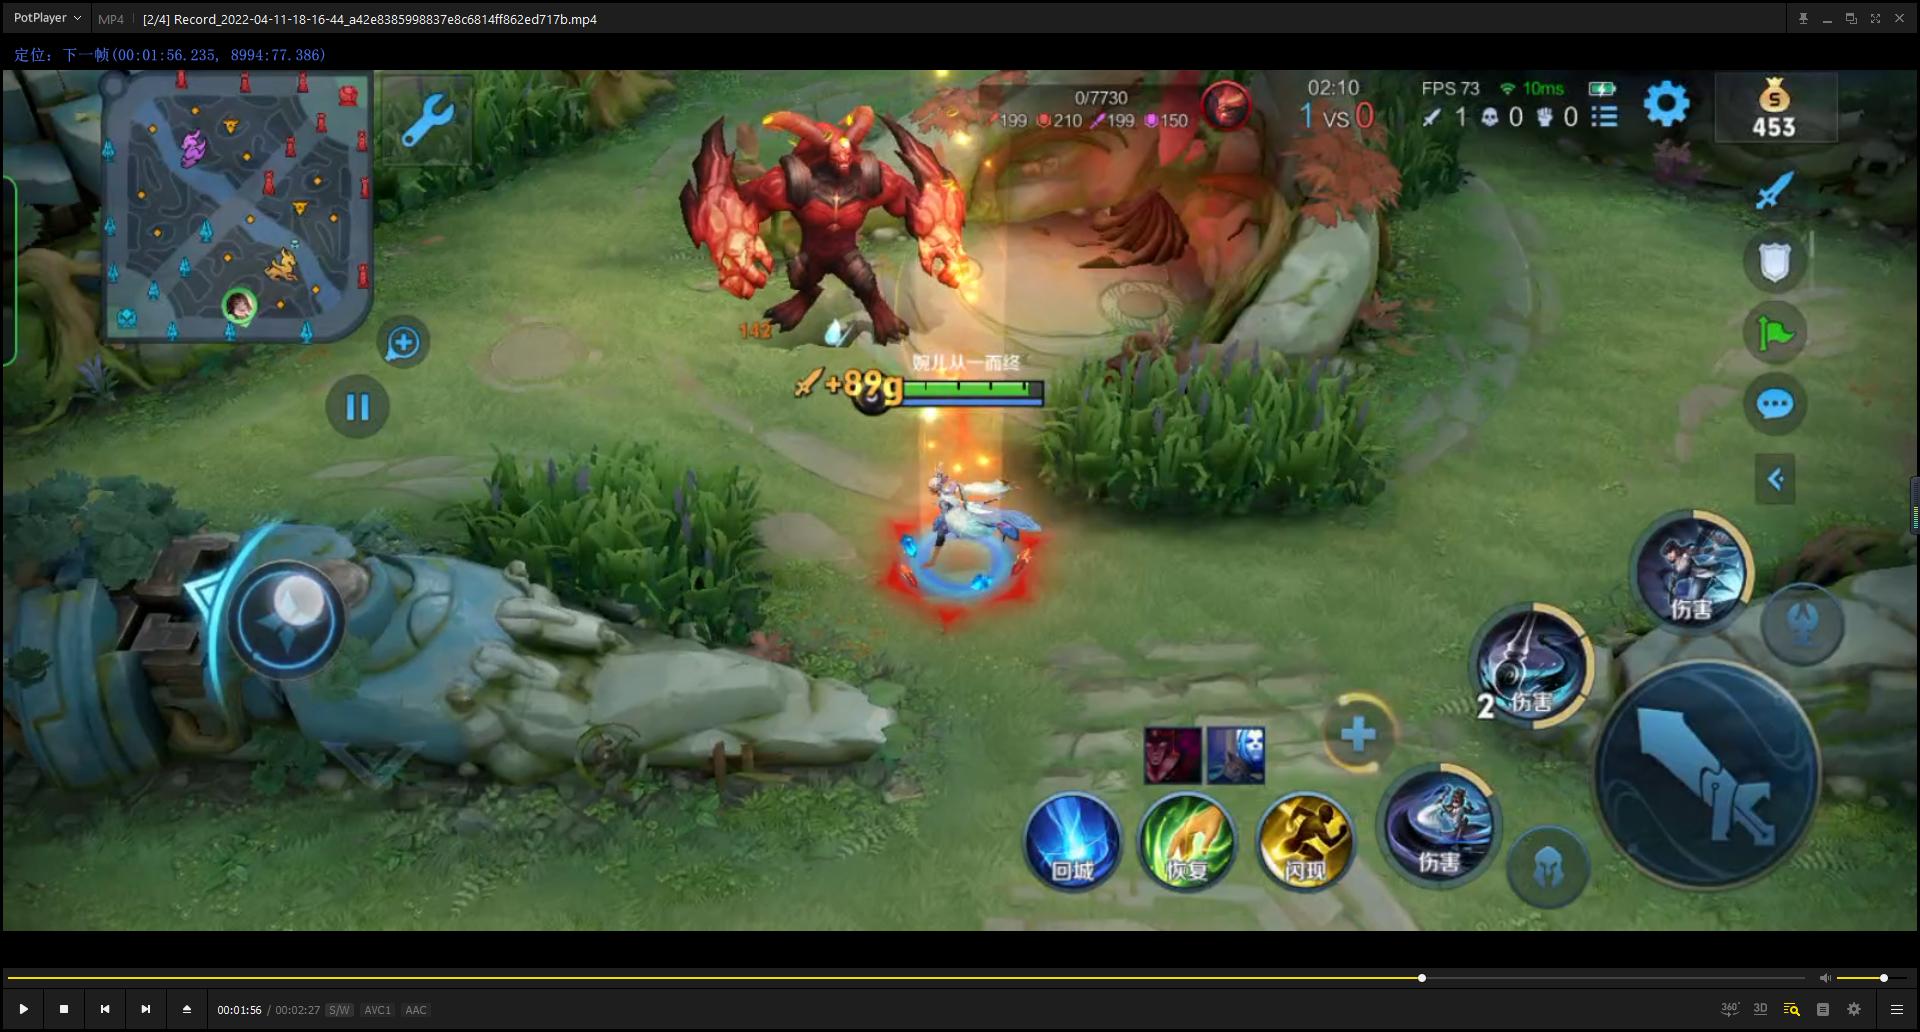 PotPlayer MP4 [2/4] Record_2022-04-11-18-16-44_a42e8385998837e8c6814ff862ed717b.mp4
定位: 下一帧(00:01:56.235, 8994:77.386)
0/7730
199 210 199 150
02:10
1 VS 0
FPS 73 10ms
1 0 0
453
142
婉儿从一而终
+89g
伤害
2 伤害
伤害
回城
恢复
闪现
00:01:56 / 00:02:27 S/W AVC1 AAC
360° 3D